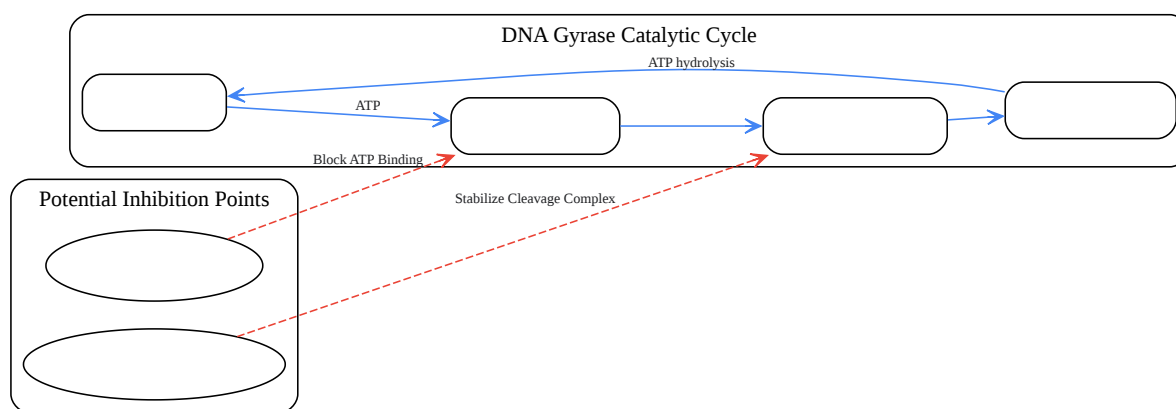 DNA Gyrase Catalytic Cycle
ATP hydrolysis
ATP
Block ATP Binding
Stabilize Cleavage Complex
Potential Inhibition Points